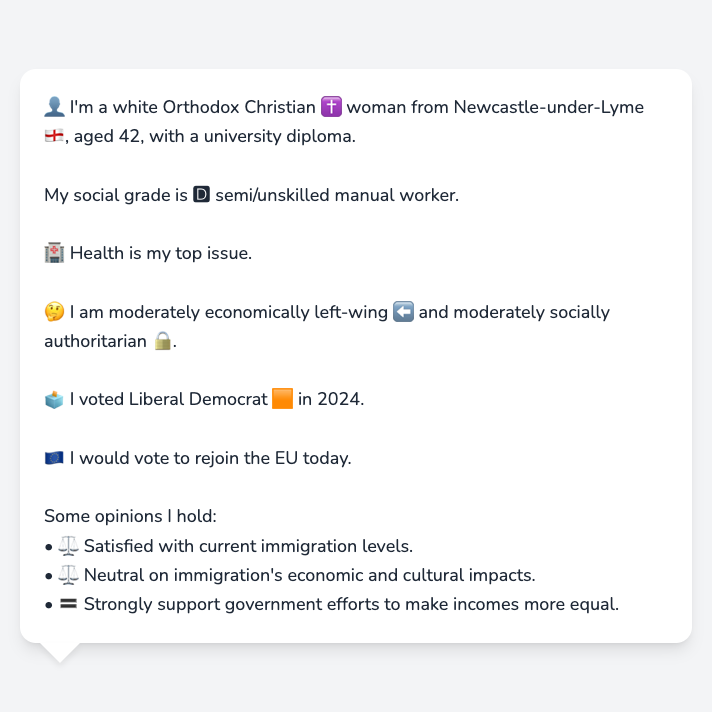 👤 I'm a white Orthodox Christian ✝️ woman from Newcastle-under-Lyme
🏴󠁧󠁢󠁥󠁮󠁧󠁿, aged 42, with a university diploma.
My social grade is 🅳 semi/unskilled manual worker.
🏥 Health is my top issue.
🤔 I am moderately economically left-wing ⬅️ and moderately socially
authoritarian 🔒.
🗳️ I voted Liberal Democrat 🟧 in 2024.
🇪🇺 I would vote to rejoin the EU today.
Some opinions I hold:
• ⚖️ Satisfied with current immigration levels.
• ⚖️ Neutral on immigration's economic and cultural impacts.
• 🟰 Strongly support government efforts to make incomes more equal.